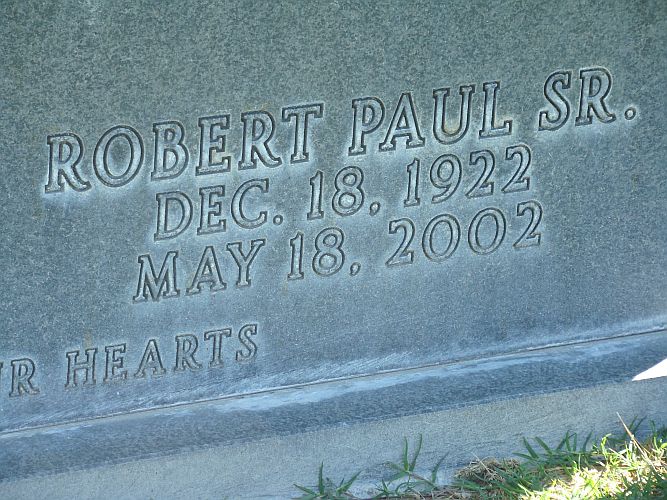 ROBERT PAUL SR.
DEC. 18, 1922
MAY 18, 2002
HEARTS